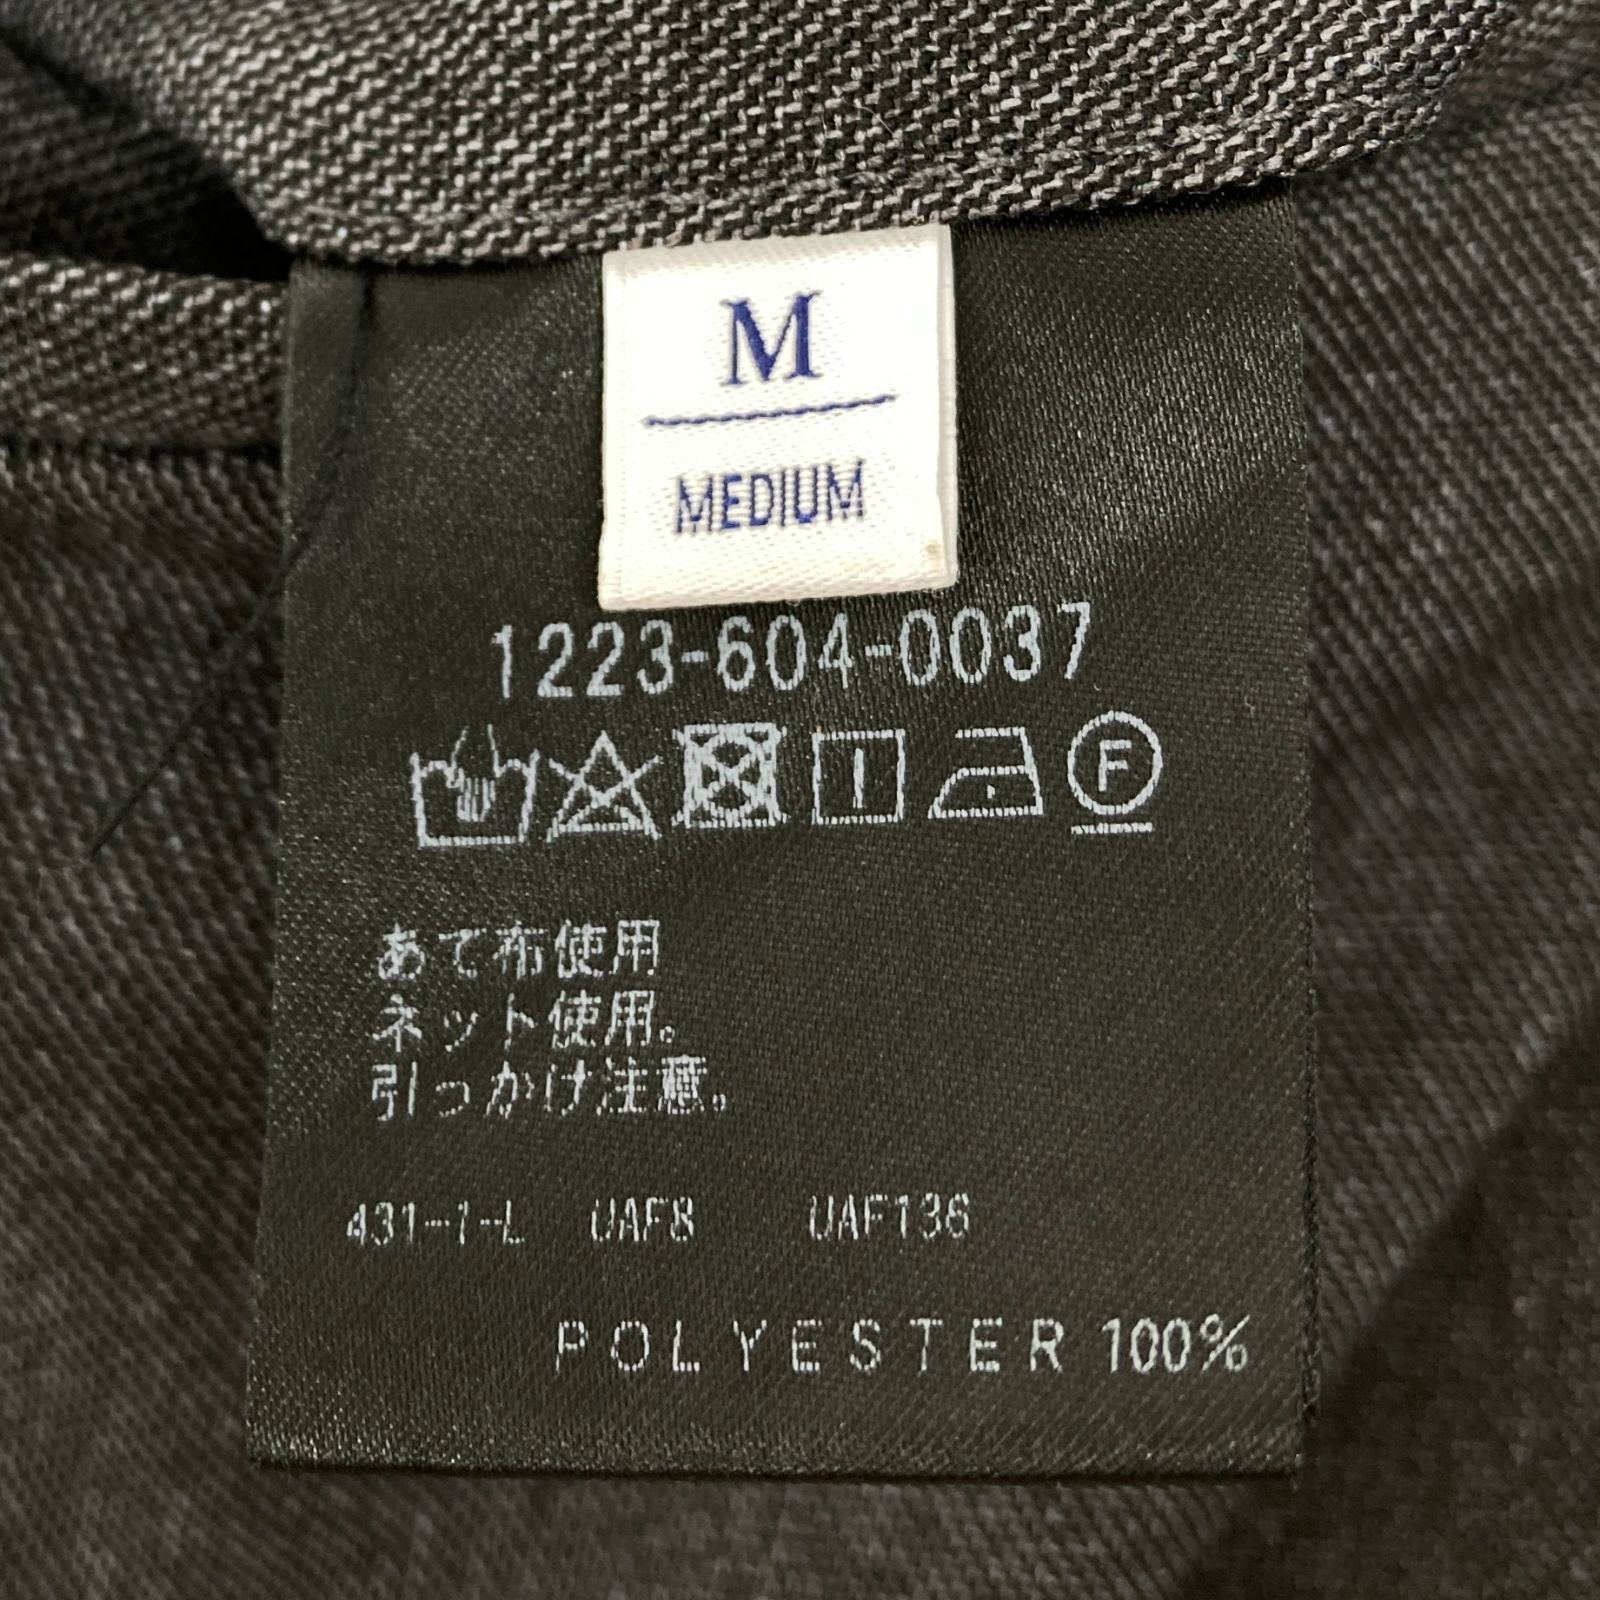 M
MEDIUM
1223-604-0037
F
あて布使用
ネット使用。
引っかけ注意。
431-1-L UAF8 UAF136
POLYESTER 100%